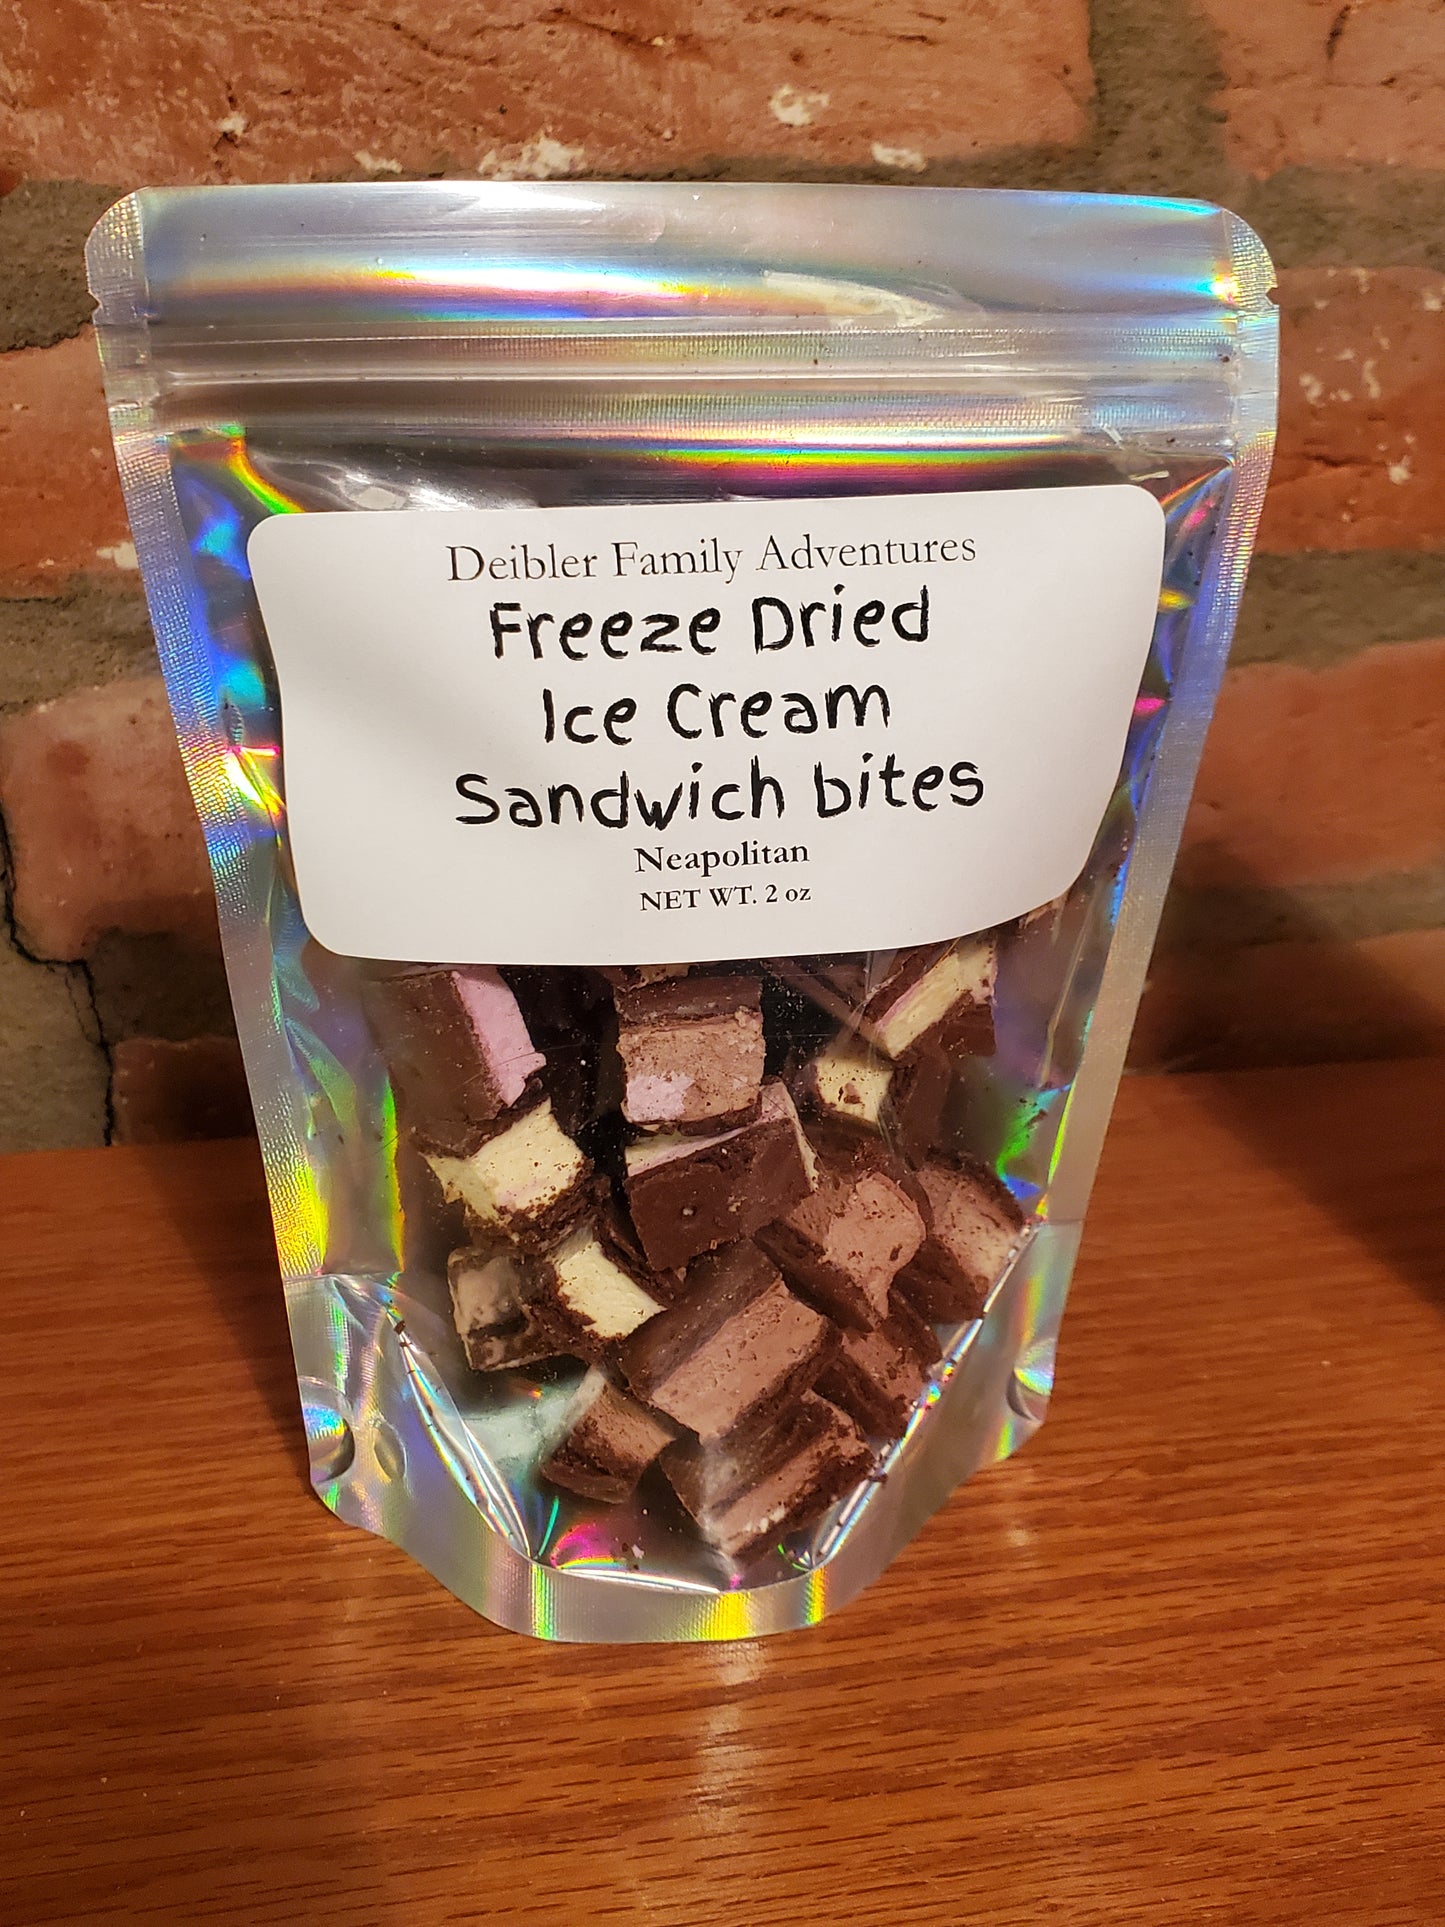 Deibler Family Adventures
Freeze Dried
Ice Cream
Sandwich bites
Neapolitan
NET WT. 2 oz